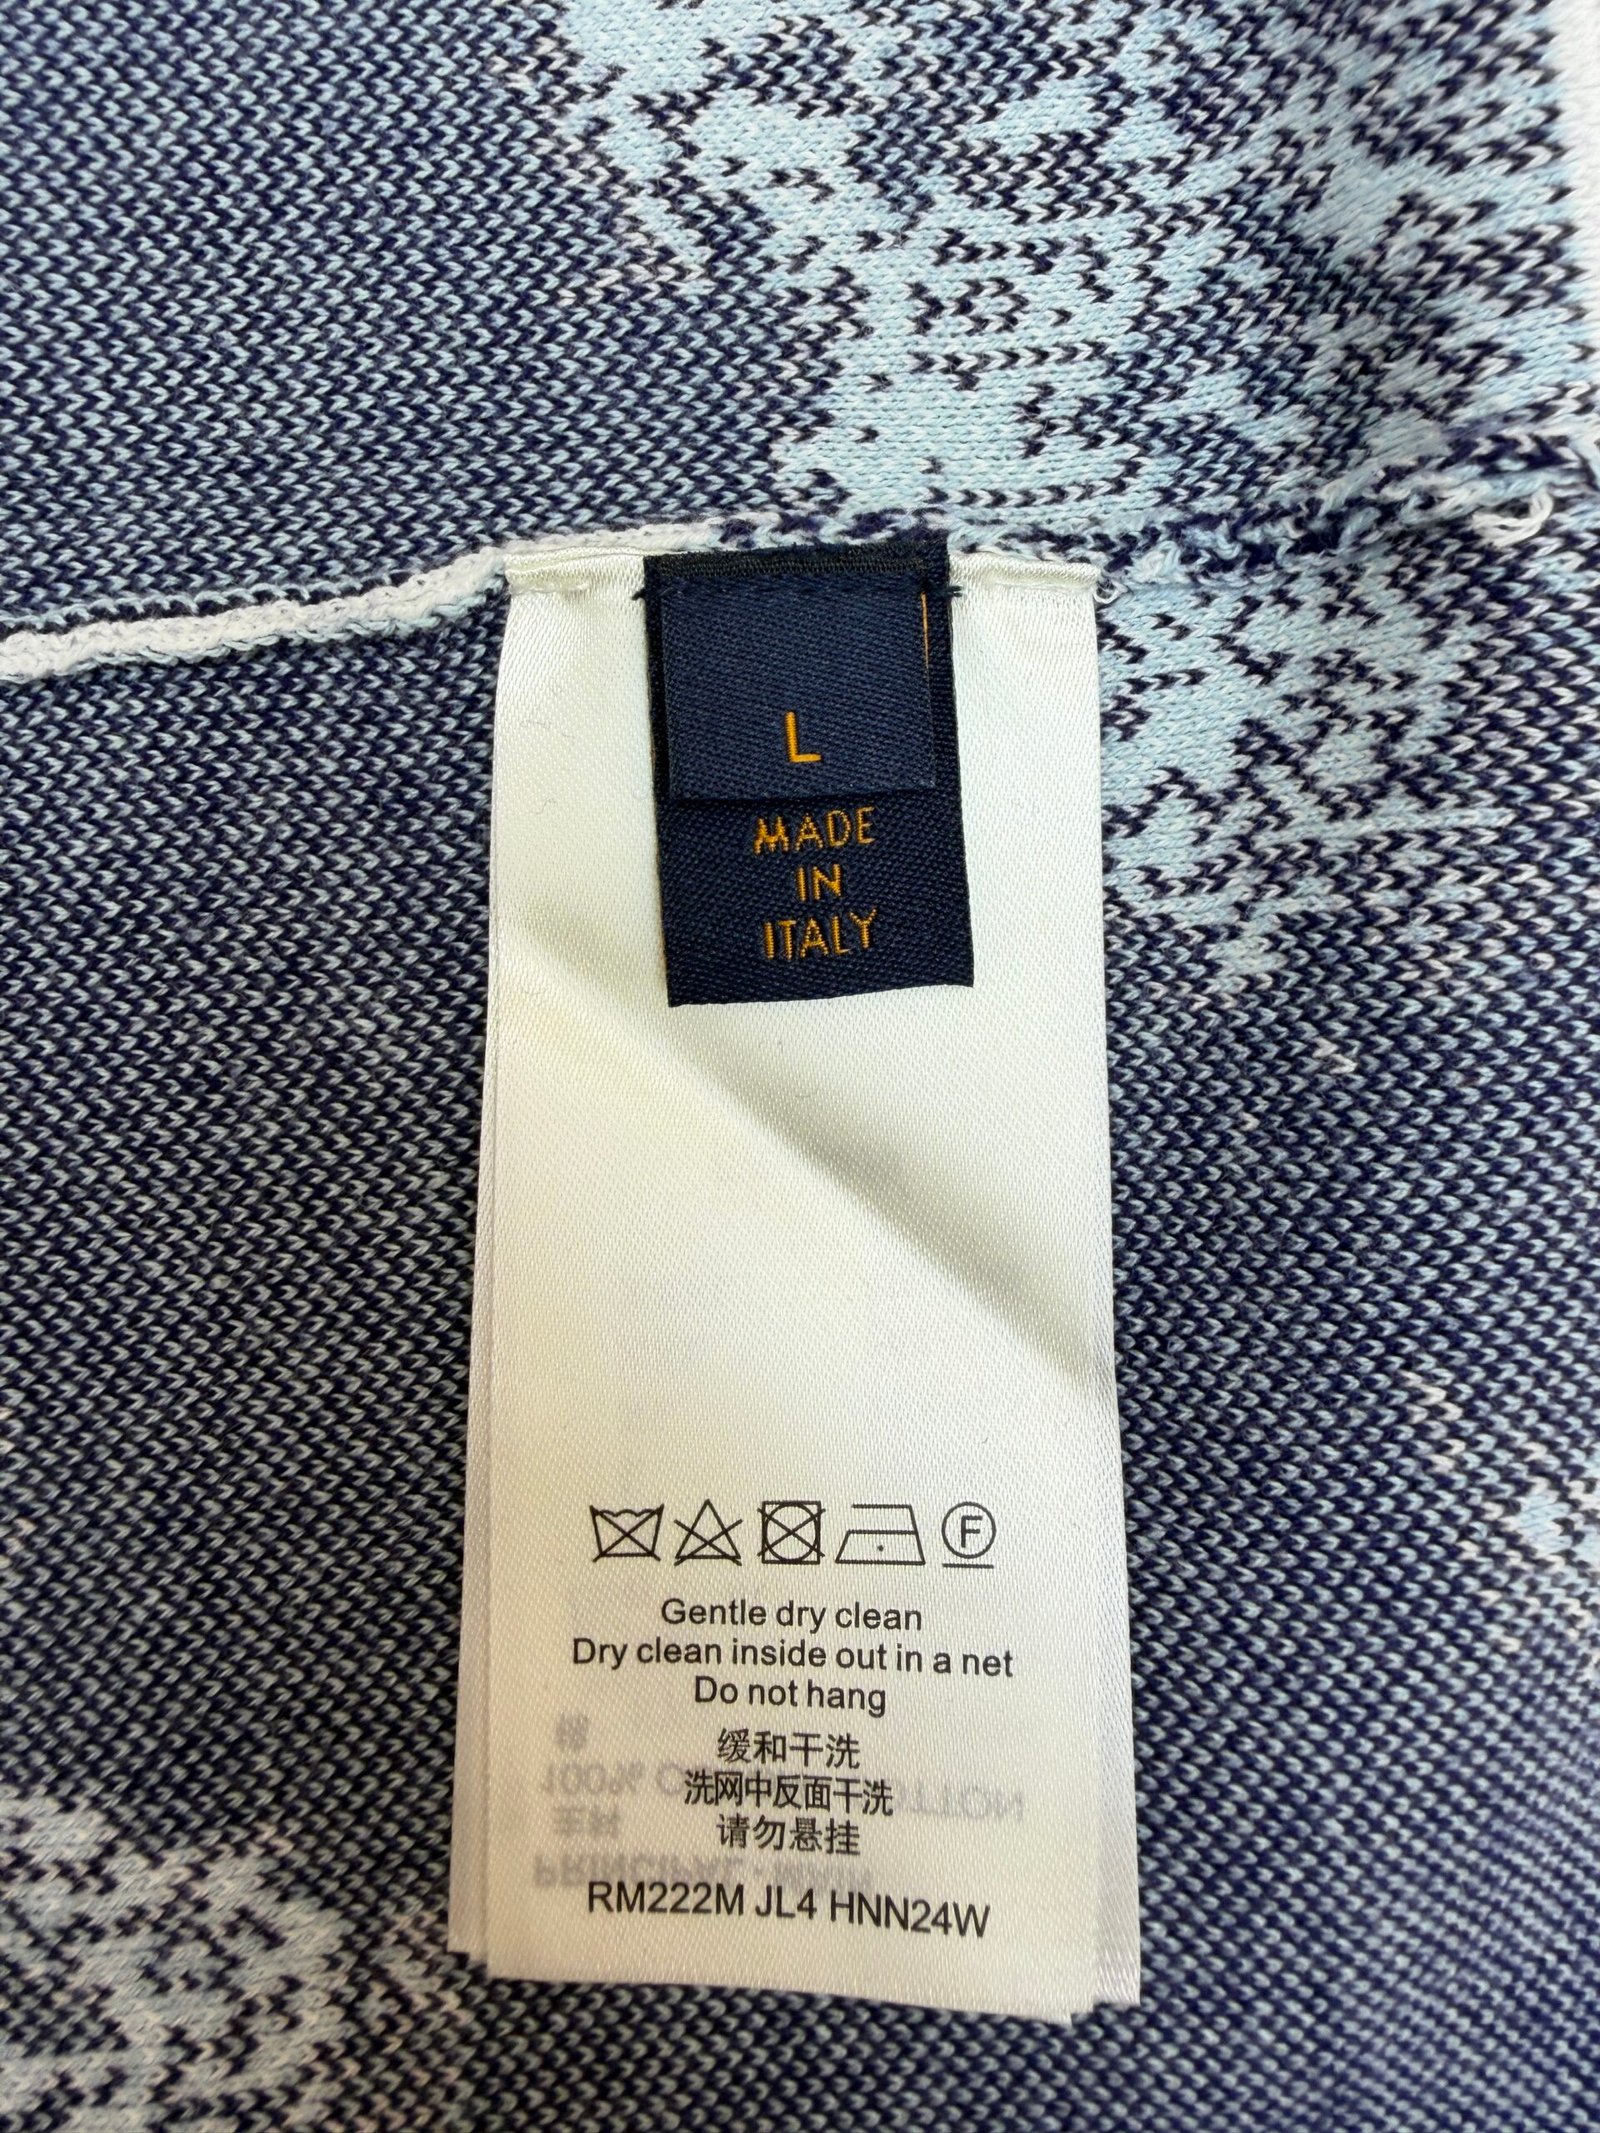 L
MADE
IN
ITALY
F
Gentle dry clean
Dry clean inside out in a net
Do not hang
缓和干洗
洗网中反面干洗
请勿悬挂
RM222M JL4 HNN24W